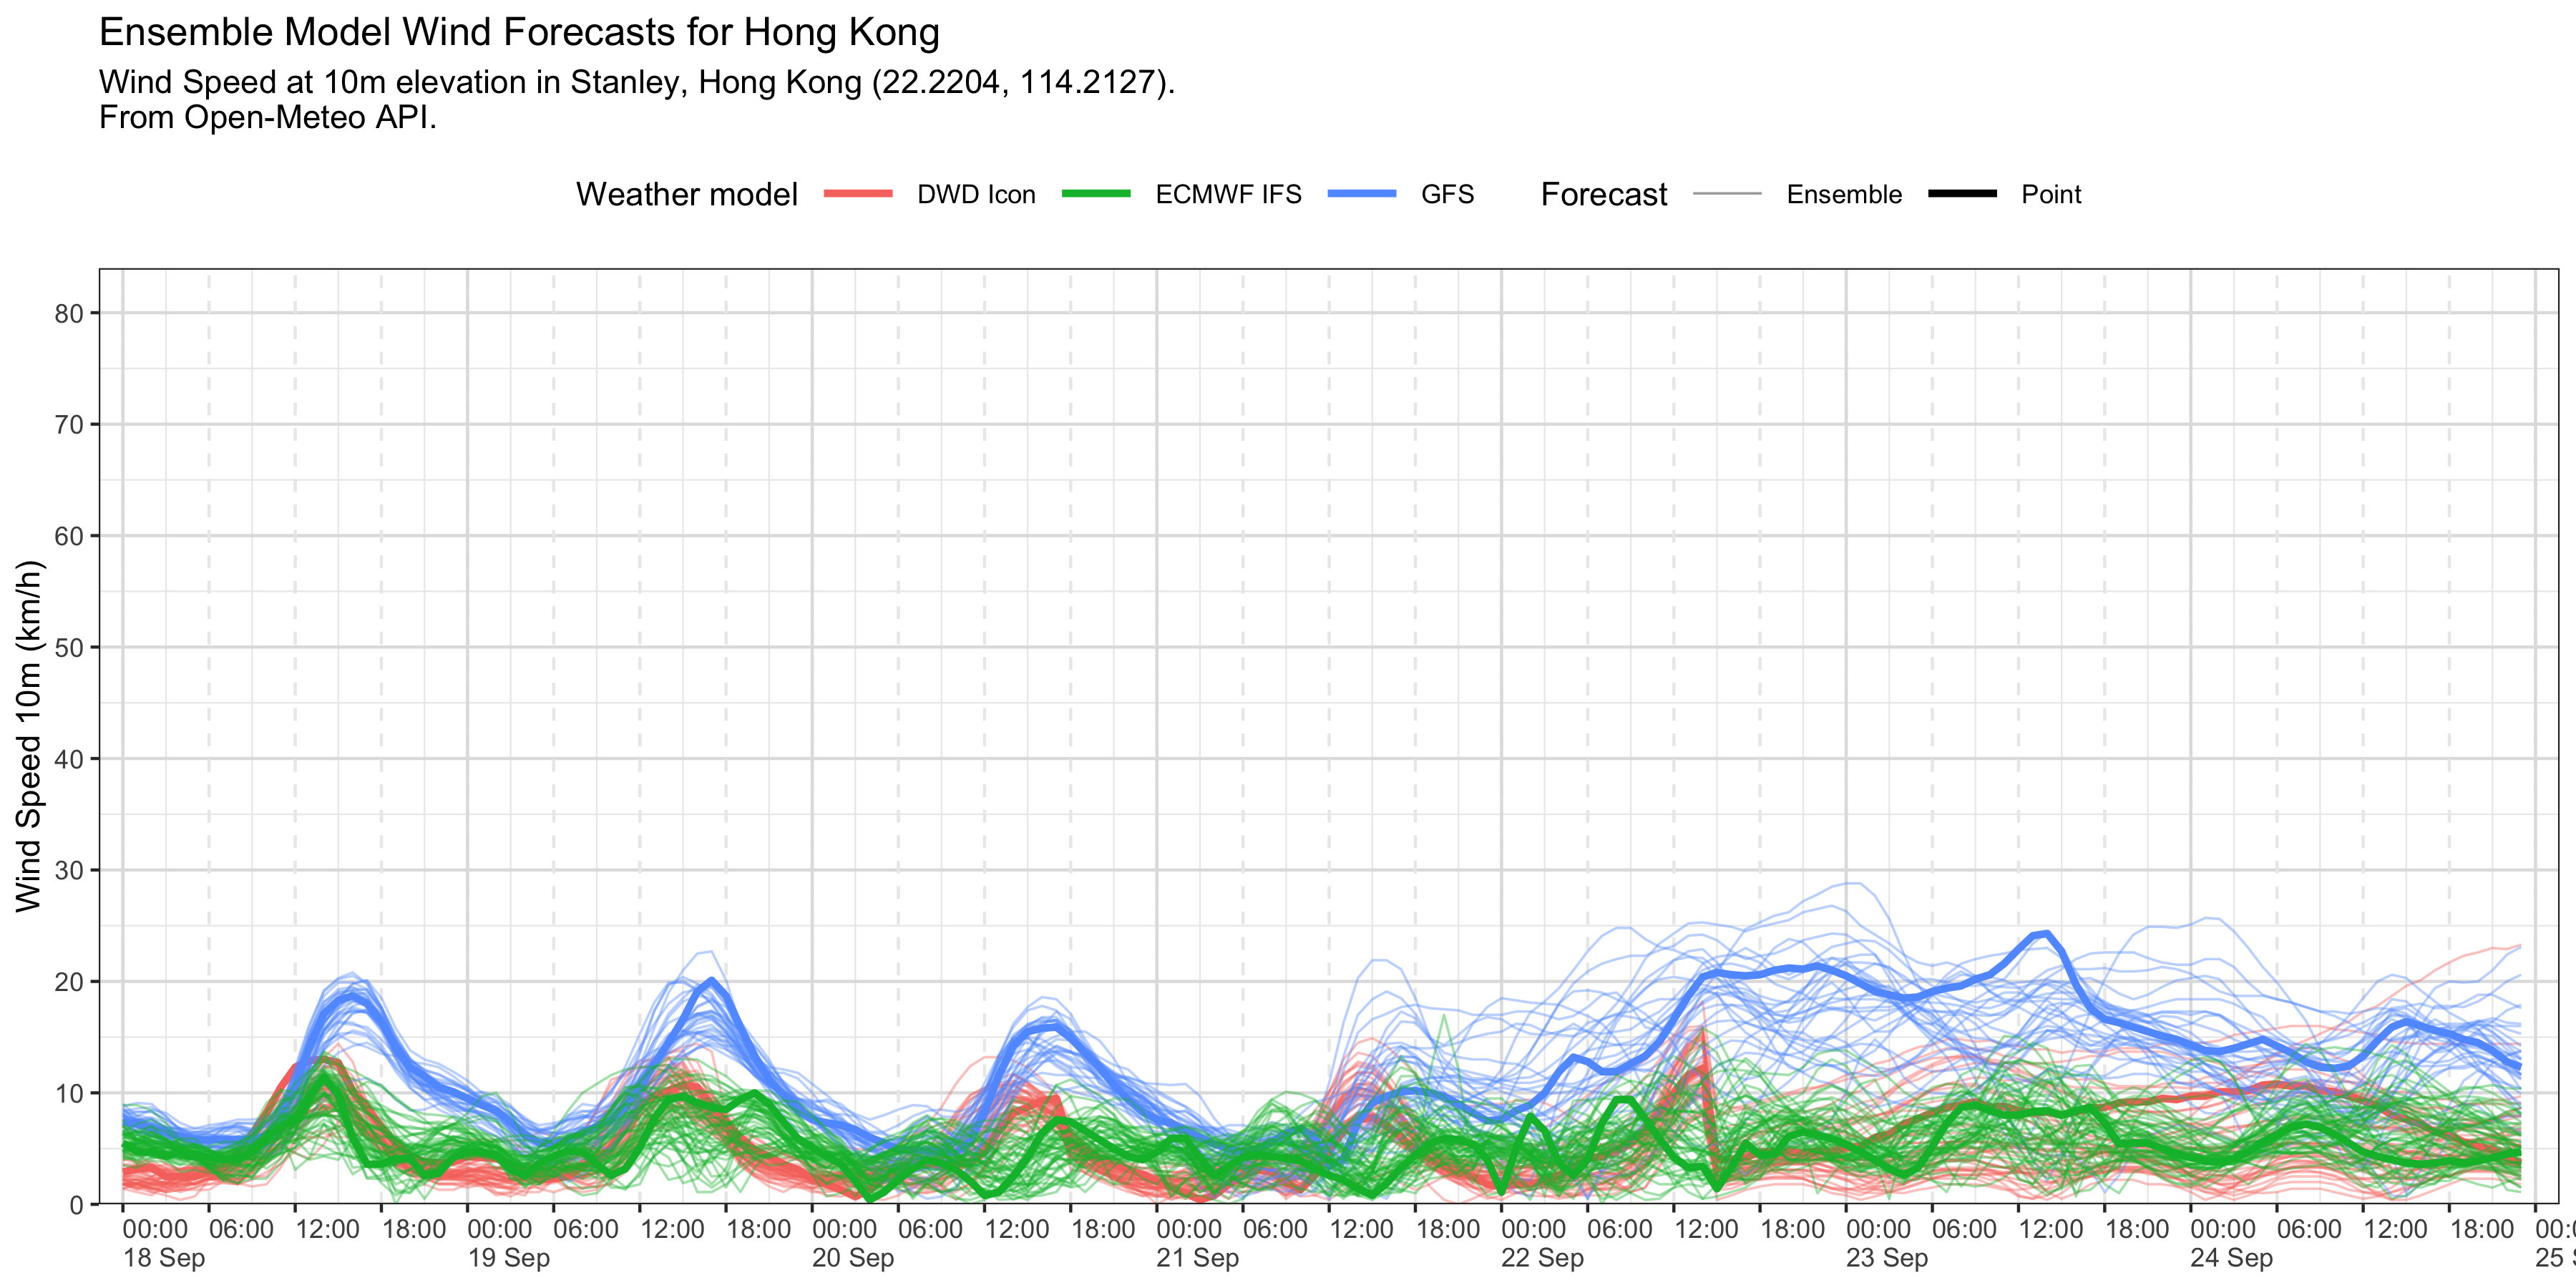 Ensemble Model Wind Forecasts for Hong Kong
Wind Speed at 10m elevation in Stanley, Hong Kong (22.2204, 114.2127).
From Open-Meteo API.
Weather model DWD Icon ECMWF IFS GFS Forecast Ensemble Point
Wind Speed 10m (km/h)
80
70
60
50
40
30
20
10
0
00:00 06:00 12:00 18:00 00:00 06:00 12:00 18:00 00:00 06:00 12:00 18:00 00:00 06:00 12:00 18:00 00:00 06:00 12:00 18:00 00:00 06:00 12:00 18:00 00:00 06:00 12:00 18:00 00:0
18 Sep 19 Sep 20 Sep 21 Sep 22 Sep 23 Sep 24 Sep 25